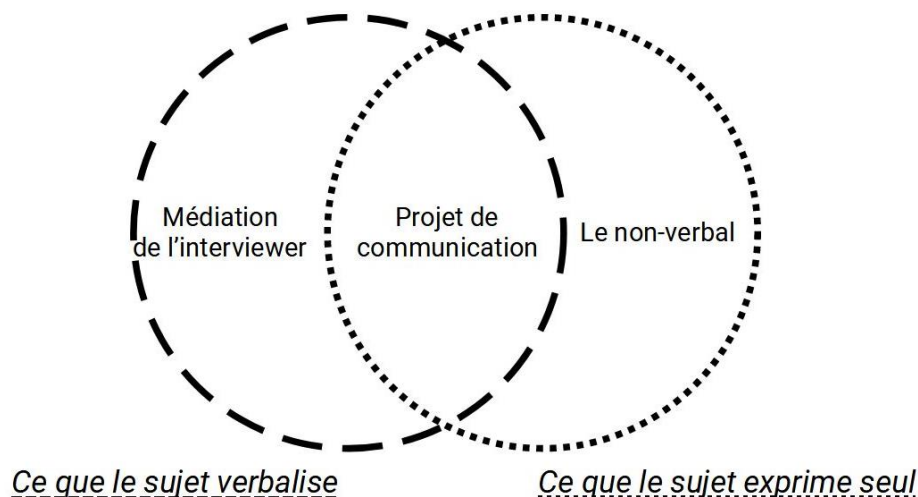 Médiation
de l'interviewer
Projet de
communication
Le non-verbal
Ce que le sujet verbalise
Ce que le sujet exprime seul